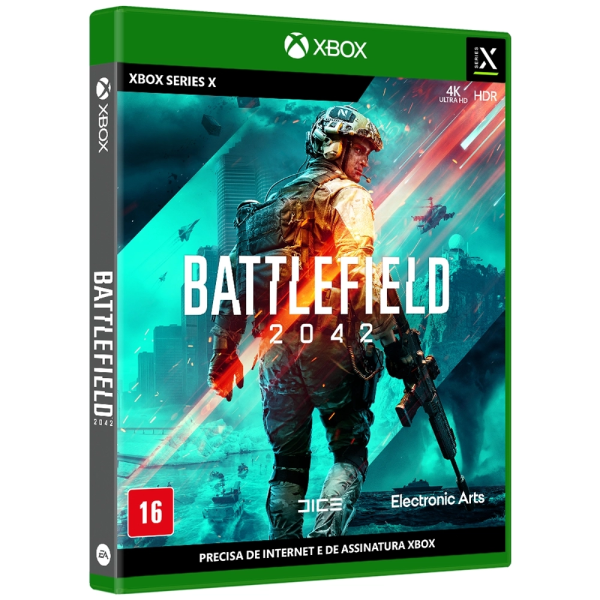 XBOX
SERIES X
XBOX SERIES X
4K
ULTRA HD
HDR
XBOX
BATTLEFIELD
2042
BATTLEFIELD
2042
16
DICE
Electronic Arts
EA
PRECISA DE INTERNET E DE ASSINATURA XBOX